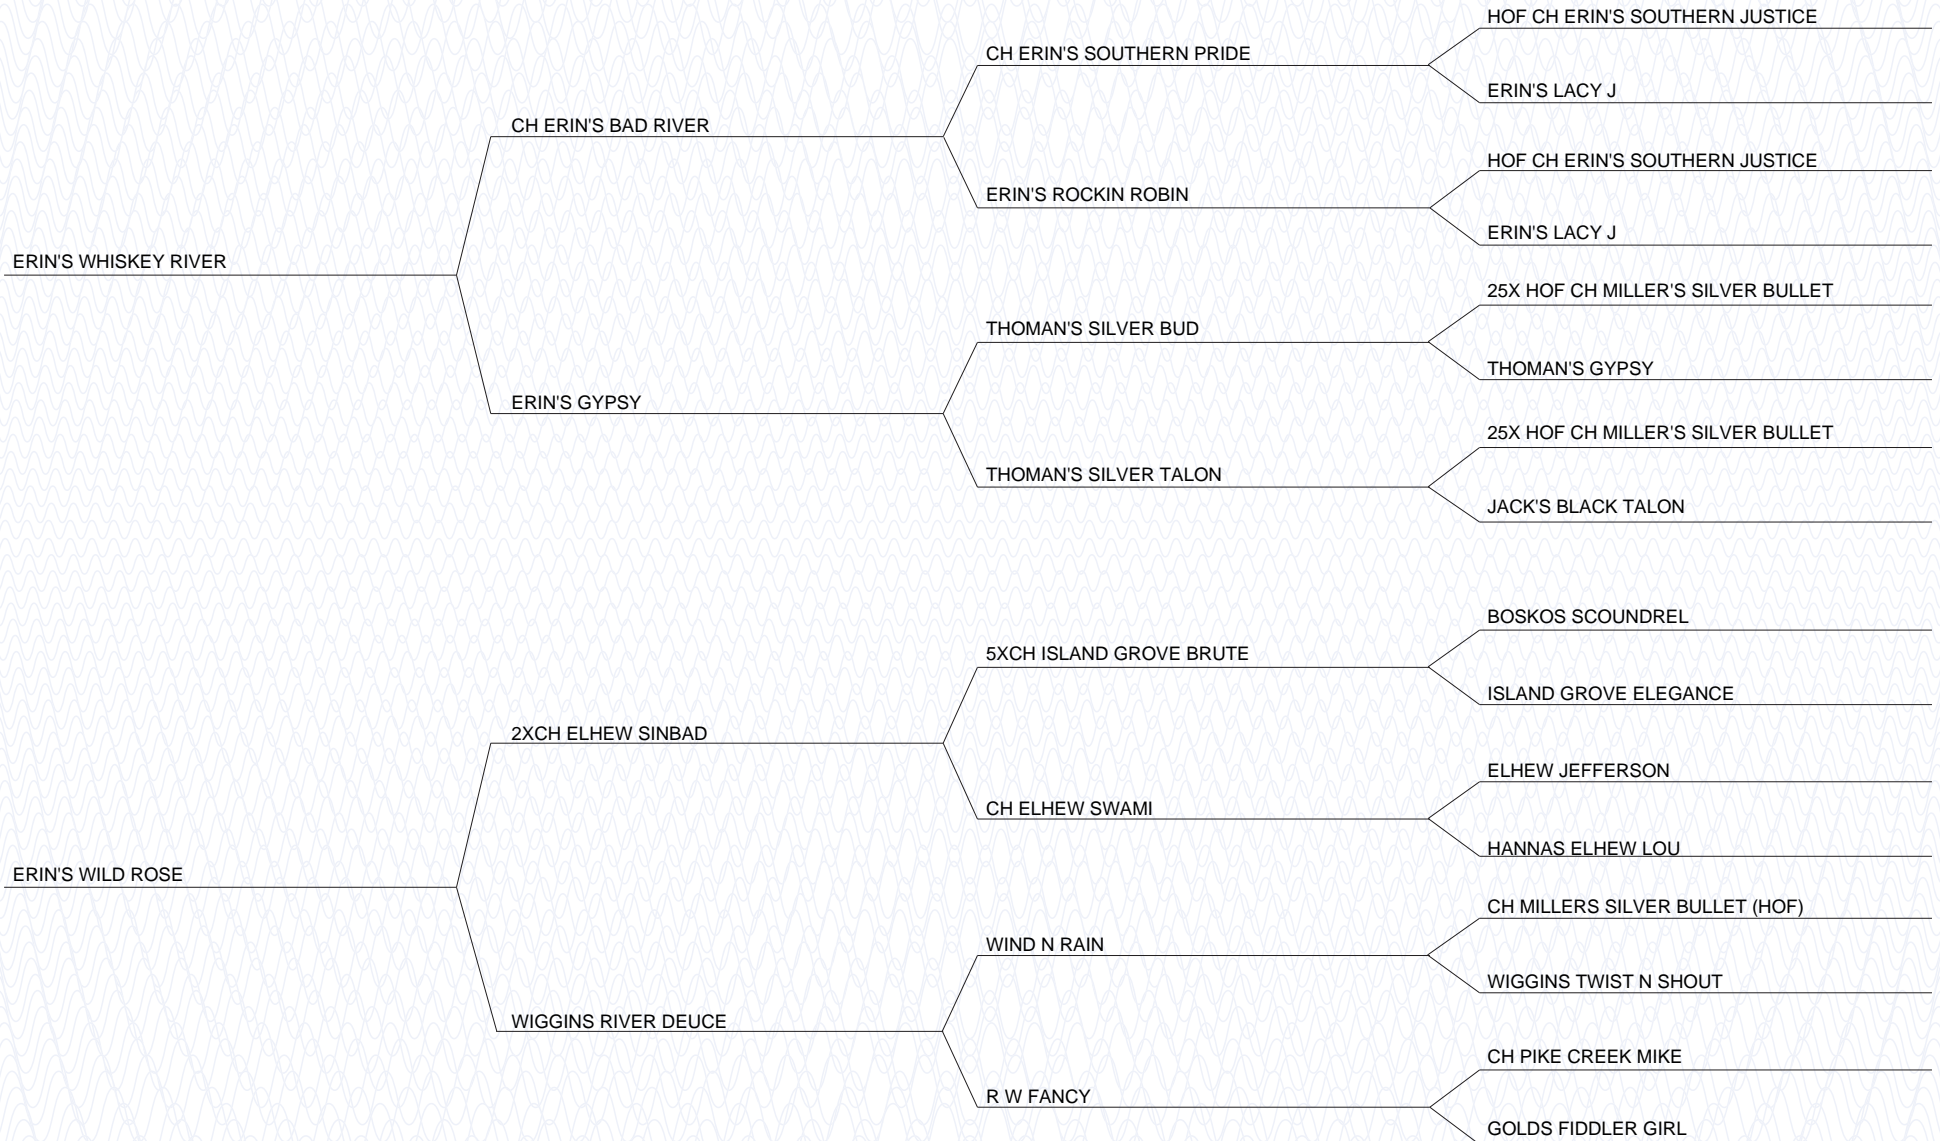 HOF CH ERIN'S SOUTHERN JUSTICE
CH ERIN'S SOUTHERN PRIDE
ERIN'S LACY J
CH ERIN'S BAD RIVER
HOF CH ERIN'S SOUTHERN JUSTICE
ERIN'S ROCKIN ROBIN
ERIN'S LACY J
ERIN'S WHISKEY RIVER
25X HOF CH MILLER'S SILVER BULLET
THOMAN'S SILVER BUD
THOMAN'S GYPSY
ERIN'S GYPSY
25X HOF CH MILLER'S SILVER BULLET
THOMAN'S SILVER TALON
JACK'S BLACK TALON
BOSKOS SCOUNDREL
5XCH ISLAND GROVE BRUTE
ISLAND GROVE ELEGANCE
2XCH ELHEW SINBAD
ELHEW JEFFERSON
CH ELHEW SWAMI
HANNAS ELHEW LOU
ERIN'S WILD ROSE
CH MILLERS SILVER BULLET (HOF)
WIND N RAIN
WIGGINS TWIST N SHOUT
WIGGINS RIVER DEUCE
CH PIKE CREEK MIKE
R W FANCY
GOLDS FIDDLER GIRL